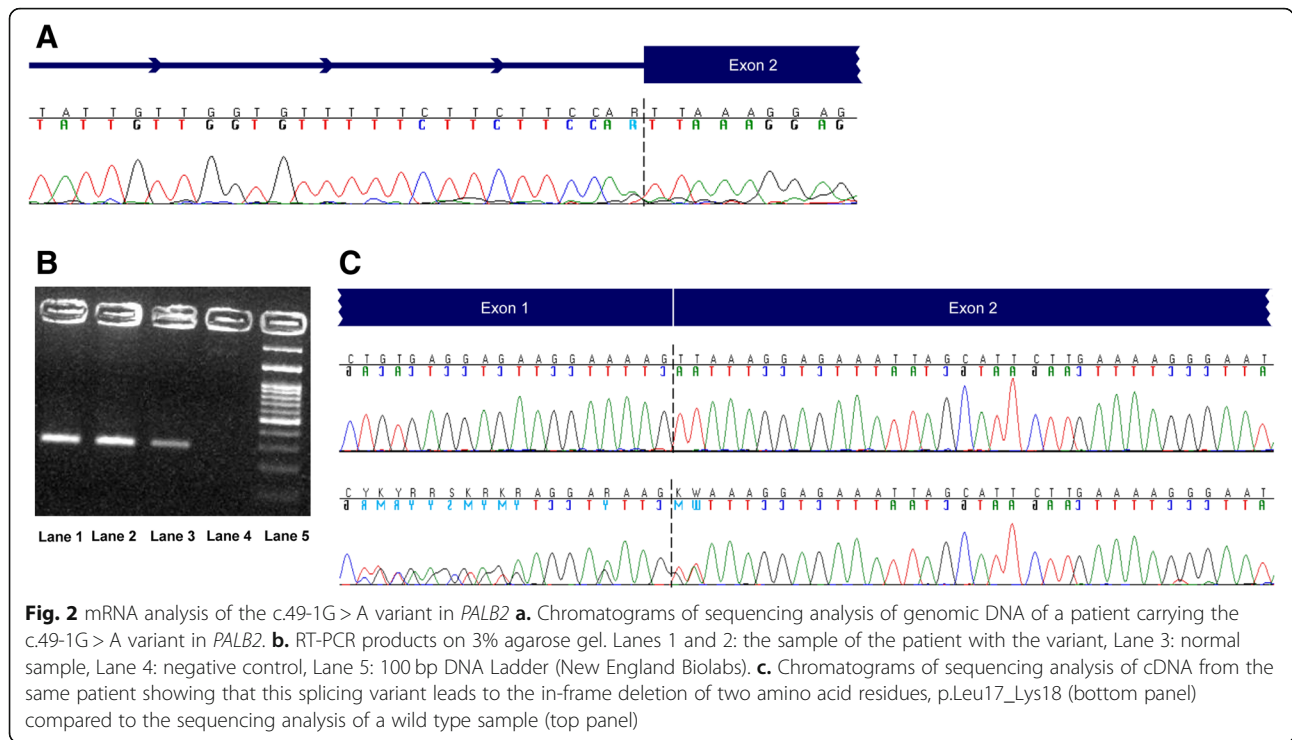 A
Exon 2
T A T T G T T G G T G T T T T T C T T C T T C C A R T T A A A G G A G
T A T T G T T G G T G T T T T T C T T C T T C C A R T T A A A G G A G
B
Lane 1 Lane 2 Lane 3 Lane 4 Lane 5
C
Exon 1 Exon 2
C T G T G A G G A G A A G G A A A A G T T A A A G G A G A A A T T A G C A T T C T T G A A A A G G G A A T
G A C A C T C C T C T T C C T T T T C A A T T T C C T C T T T A A T C G T A A G A A C T T T T C C C T T A
C Y K Y R R S K R K R A G G A R A A G K W A A A G G A G A A A T T A G C A T T C T T G A A A A G G G A A T
G R M R Y Y S M Y M Y T C C T Y T T C M W T T T C C T C T T T A A T C G T A A G A A C T T T T C C C T T A
Fig. 2 mRNA analysis of the c.49-1G > A variant in PALB2 a. Chromatograms of sequencing analysis of genomic DNA of a patient carrying the
c.49-1G > A variant in PALB2. b. RT-PCR products on 3% agarose gel. Lanes 1 and 2: the sample of the patient with the variant, Lane 3: normal
sample, Lane 4: negative control, Lane 5: 100 bp DNA Ladder (New England Biolabs). c. Chromatograms of sequencing analysis of cDNA from the
same patient showing that this splicing variant leads to the in-frame deletion of two amino acid residues, p.Leu17_Lys18 (bottom panel)
compared to the sequencing analysis of a wild type sample (top panel)